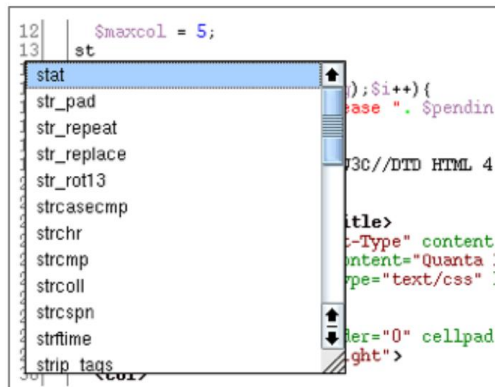 12 $maxcol = 5;
13 st
stat
str_pad
str_repeat
str_replace
str_rot13
strcasecmp
strchr
strcmp
strcoll
strcspn
strftime
strip_tags
);$i++){
ease ". $pendin
W3C//DTD HTML 4
itle>
t-Type" content
ontent="Quanta
ype="text/css"
der="0" cellpad
ght">
<col>